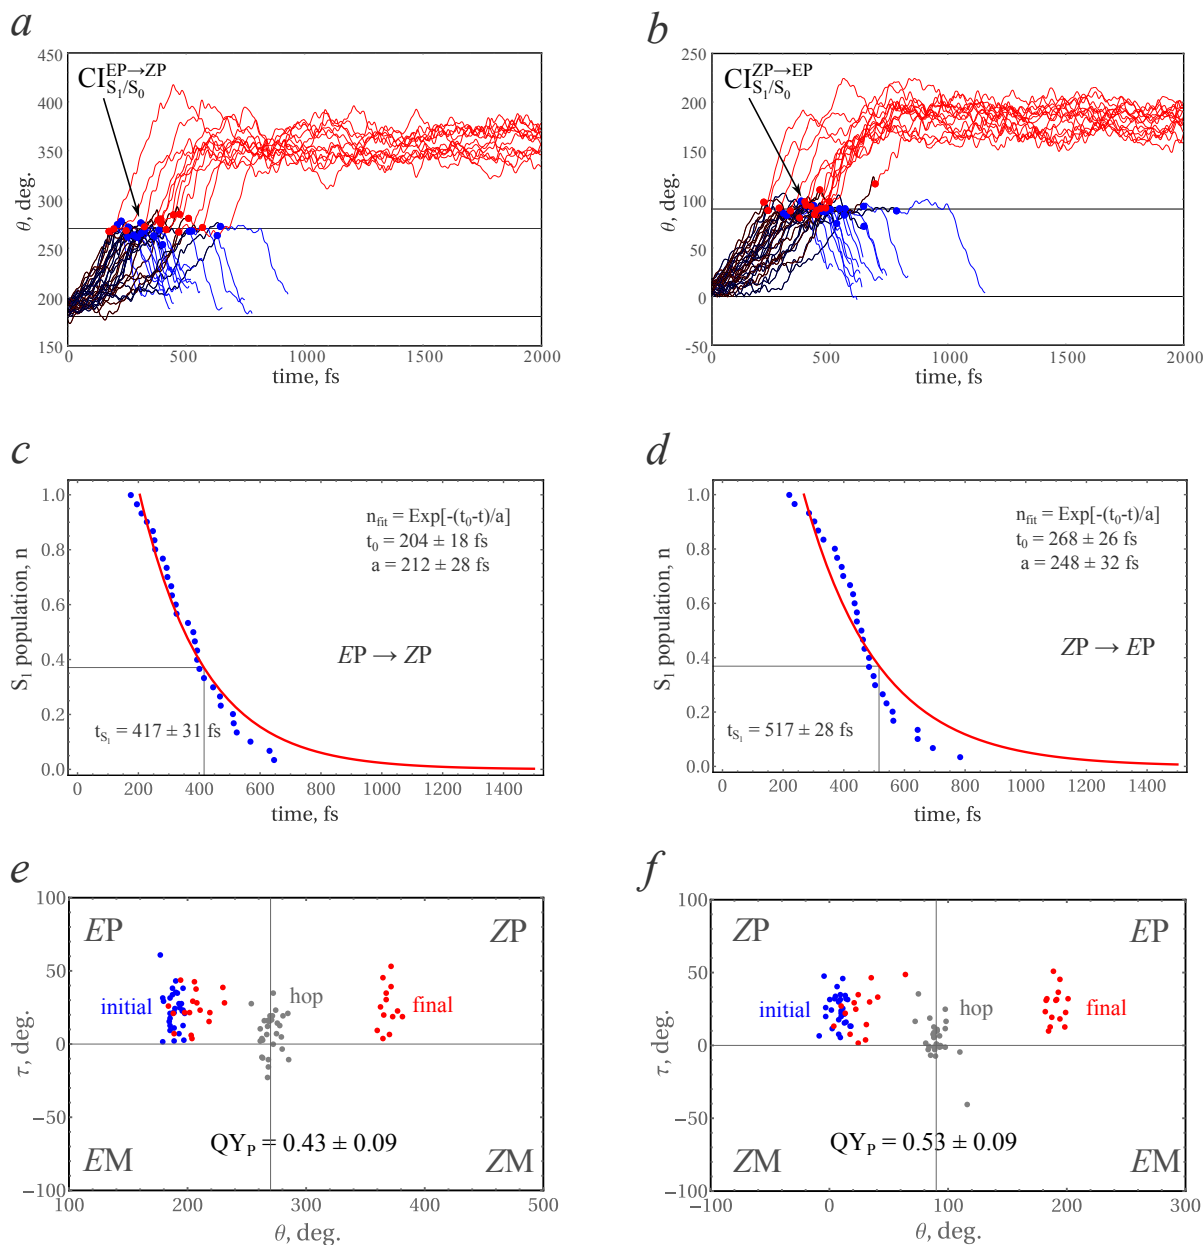 a
450
400
350
300
250
200
150
θ, deg.
CI S1/S0 EP→ZP
0 500 1000 1500 2000
time, fs
b
250
200
150
100
50
0
-50
θ, deg.
CI S1/S0 ZP→EP
0 500 1000 1500 2000
time, fs
c
1.0
0.8
0.6
0.4
0.2
0.0
S1 population, n
nfit = Exp[-(t0-t)/a]
t0 = 204 ± 18 fs
a = 212 ± 28 fs
EP → ZP
tS1 = 417 ± 31 fs
0 200 400 600 800 1000 1200 1400
time, fs
d
1.0
0.8
0.6
0.4
0.2
0.0
S1 population, n
nfit = Exp[-(t0-t)/a]
t0 = 268 ± 26 fs
a = 248 ± 32 fs
ZP → EP
tS1 = 517 ± 28 fs
0 200 400 600 800 1000 1200 1400
time, fs
e
100
50
0
−50
−100
τ, deg.
EP ZP
initial hop final
QYP = 0.43 ± 0.09
EM ZM
100 200 300 400 500
θ, deg.
f
100
50
0
−50
−100
τ, deg.
ZP EP
initial hop final
QYP = 0.53 ± 0.09
ZM EM
−100 0 100 200 300
θ, deg.